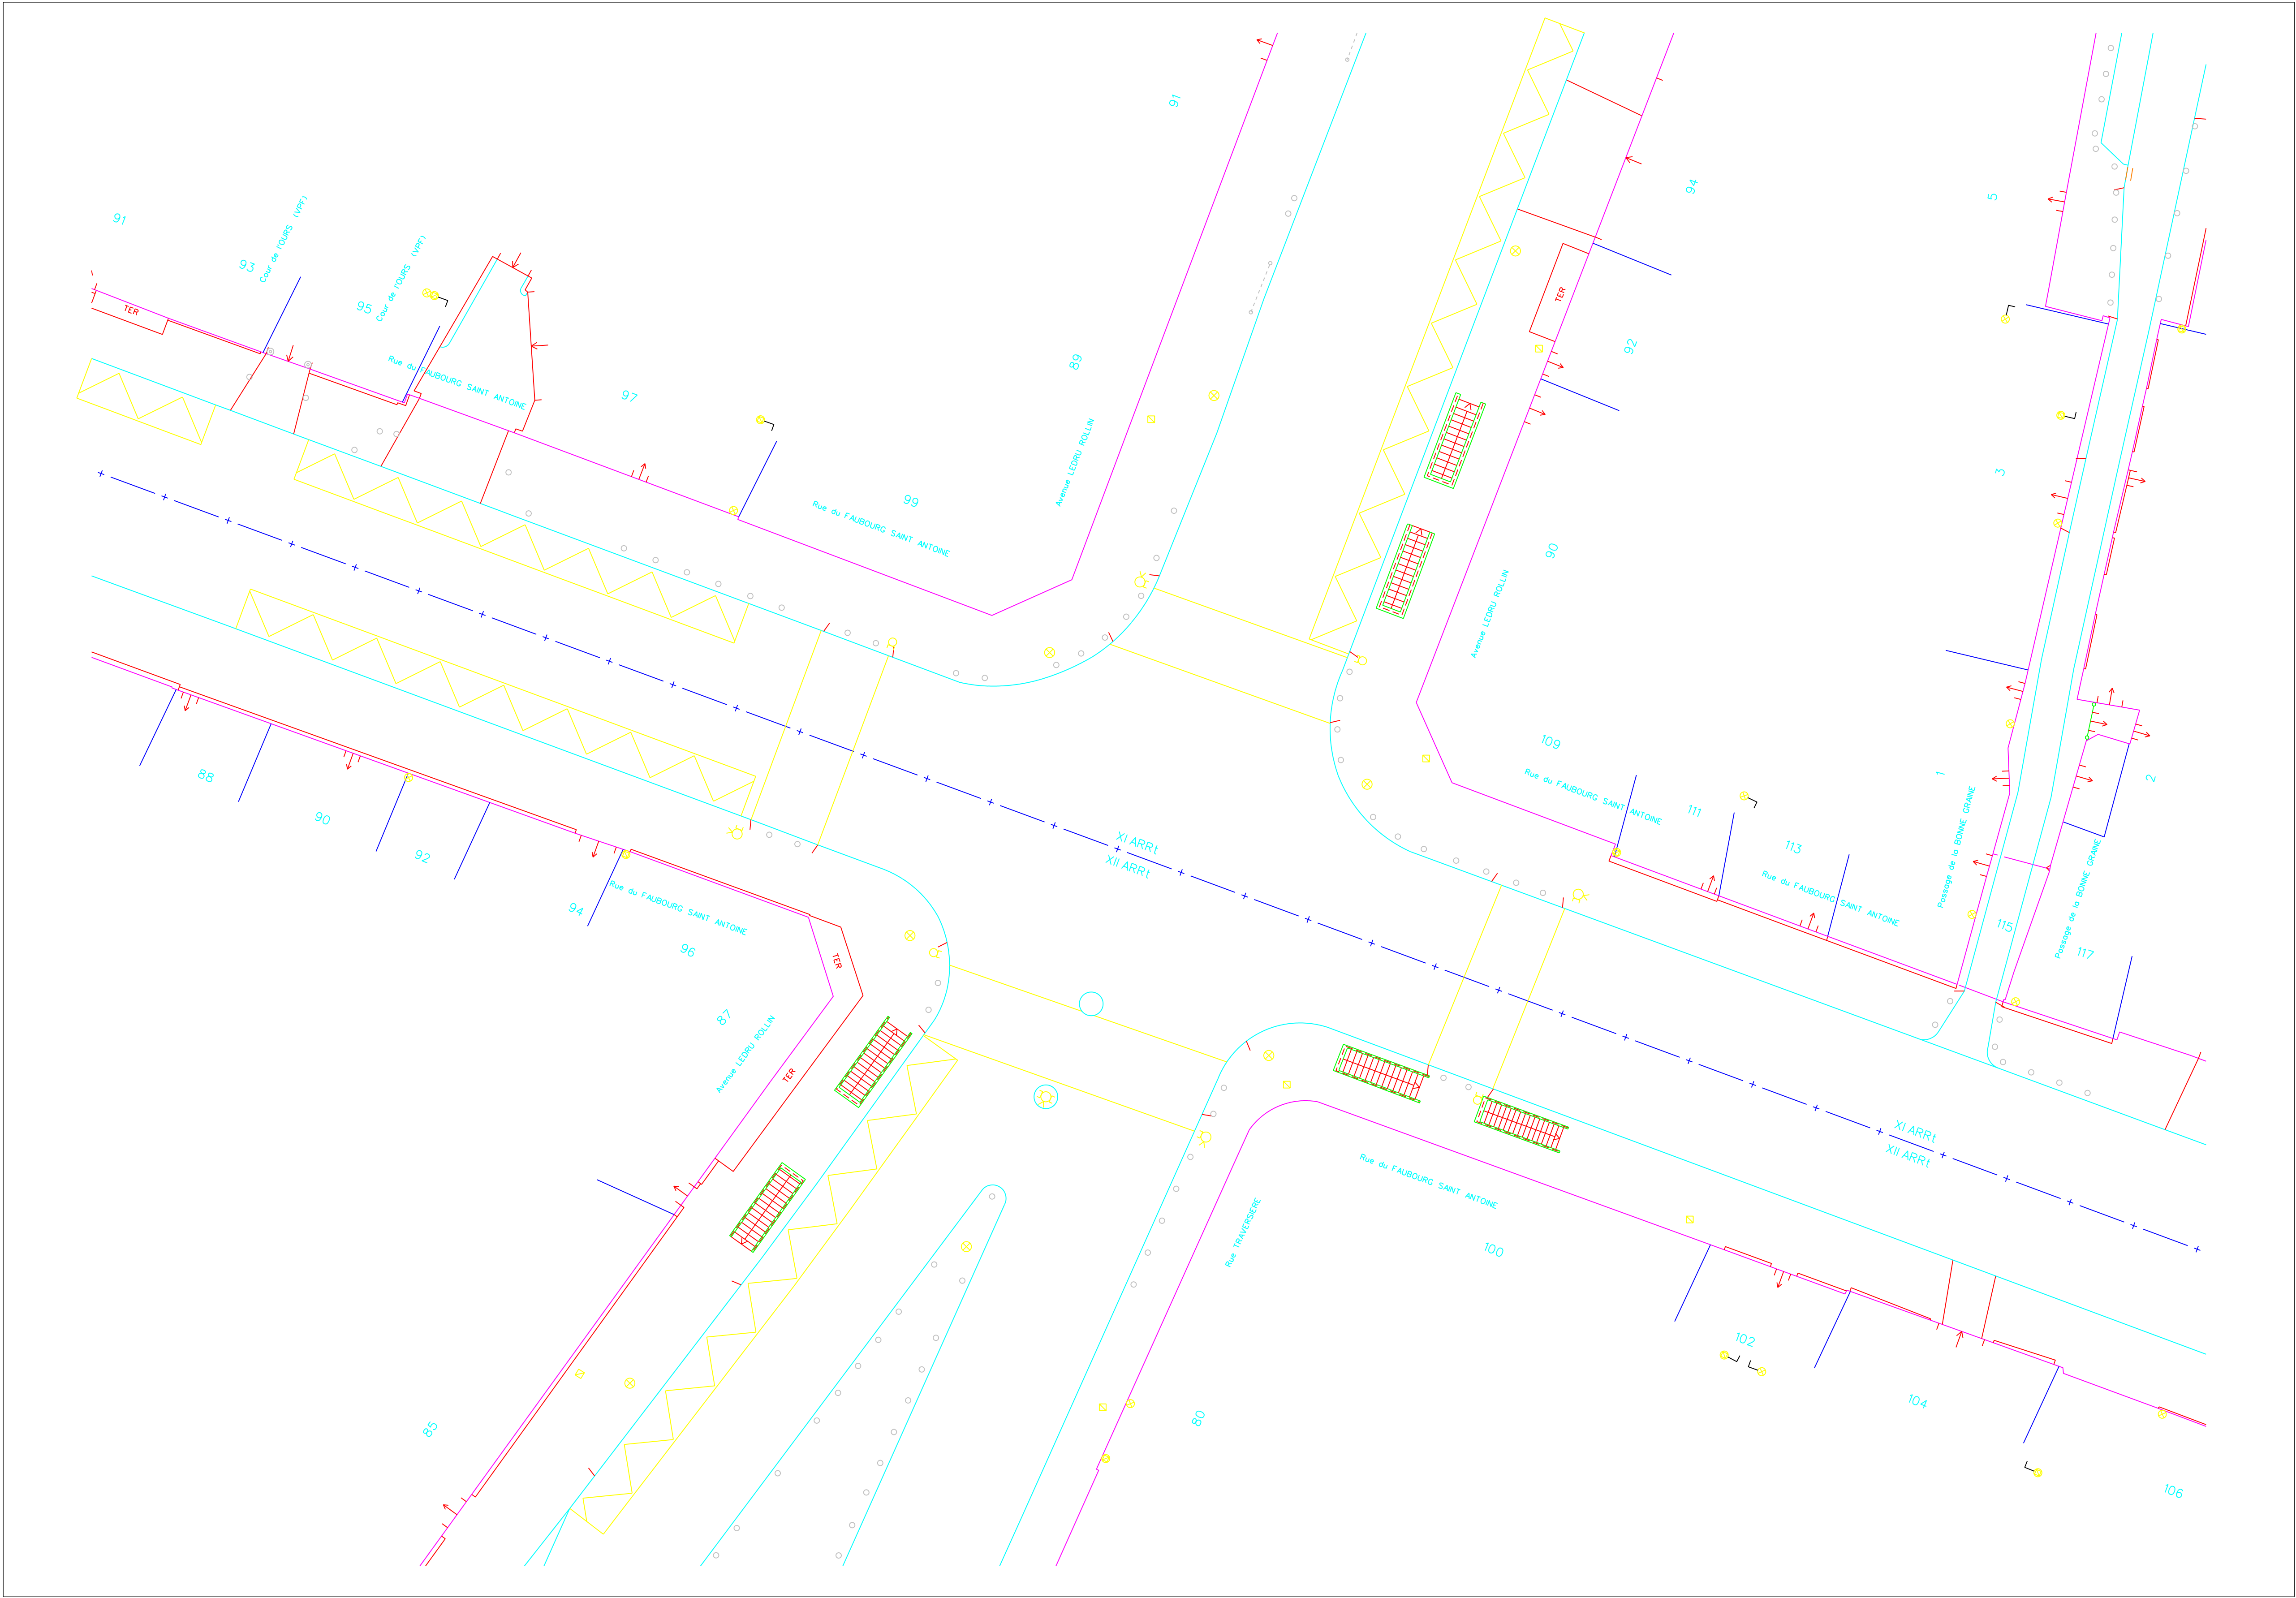 91
93
Cour de l'OURS (VPF)
95
Cour de l'OURS (VPF)
TER
Rue du FAUBOURG SAINT ANTOINE
97
99
Rue du FAUBOURG SAINT ANTOINE
91
89
Avenue LEDRU ROLLIN
94
TER
92
90
Avenue LEDRU ROLLIN
5
3
1
Passage de la BONNE GRAINE
2
Passage de la BONNE GRAINE
109
Rue du FAUBOURG SAINT ANTOINE
111
113
Rue du FAUBOURG SAINT ANTOINE
115
117
88
90
92
94
Rue du FAUBOURG SAINT ANTOINE
96
XI ARRt
XII ARRt
TER
87
Avenue LEDRU ROLLIN
TER
85
XI ARRt
XII ARRt
Rue du FAUBOURG SAINT ANTOINE
Rue TRAVERSIERE
100
80
102
104
106